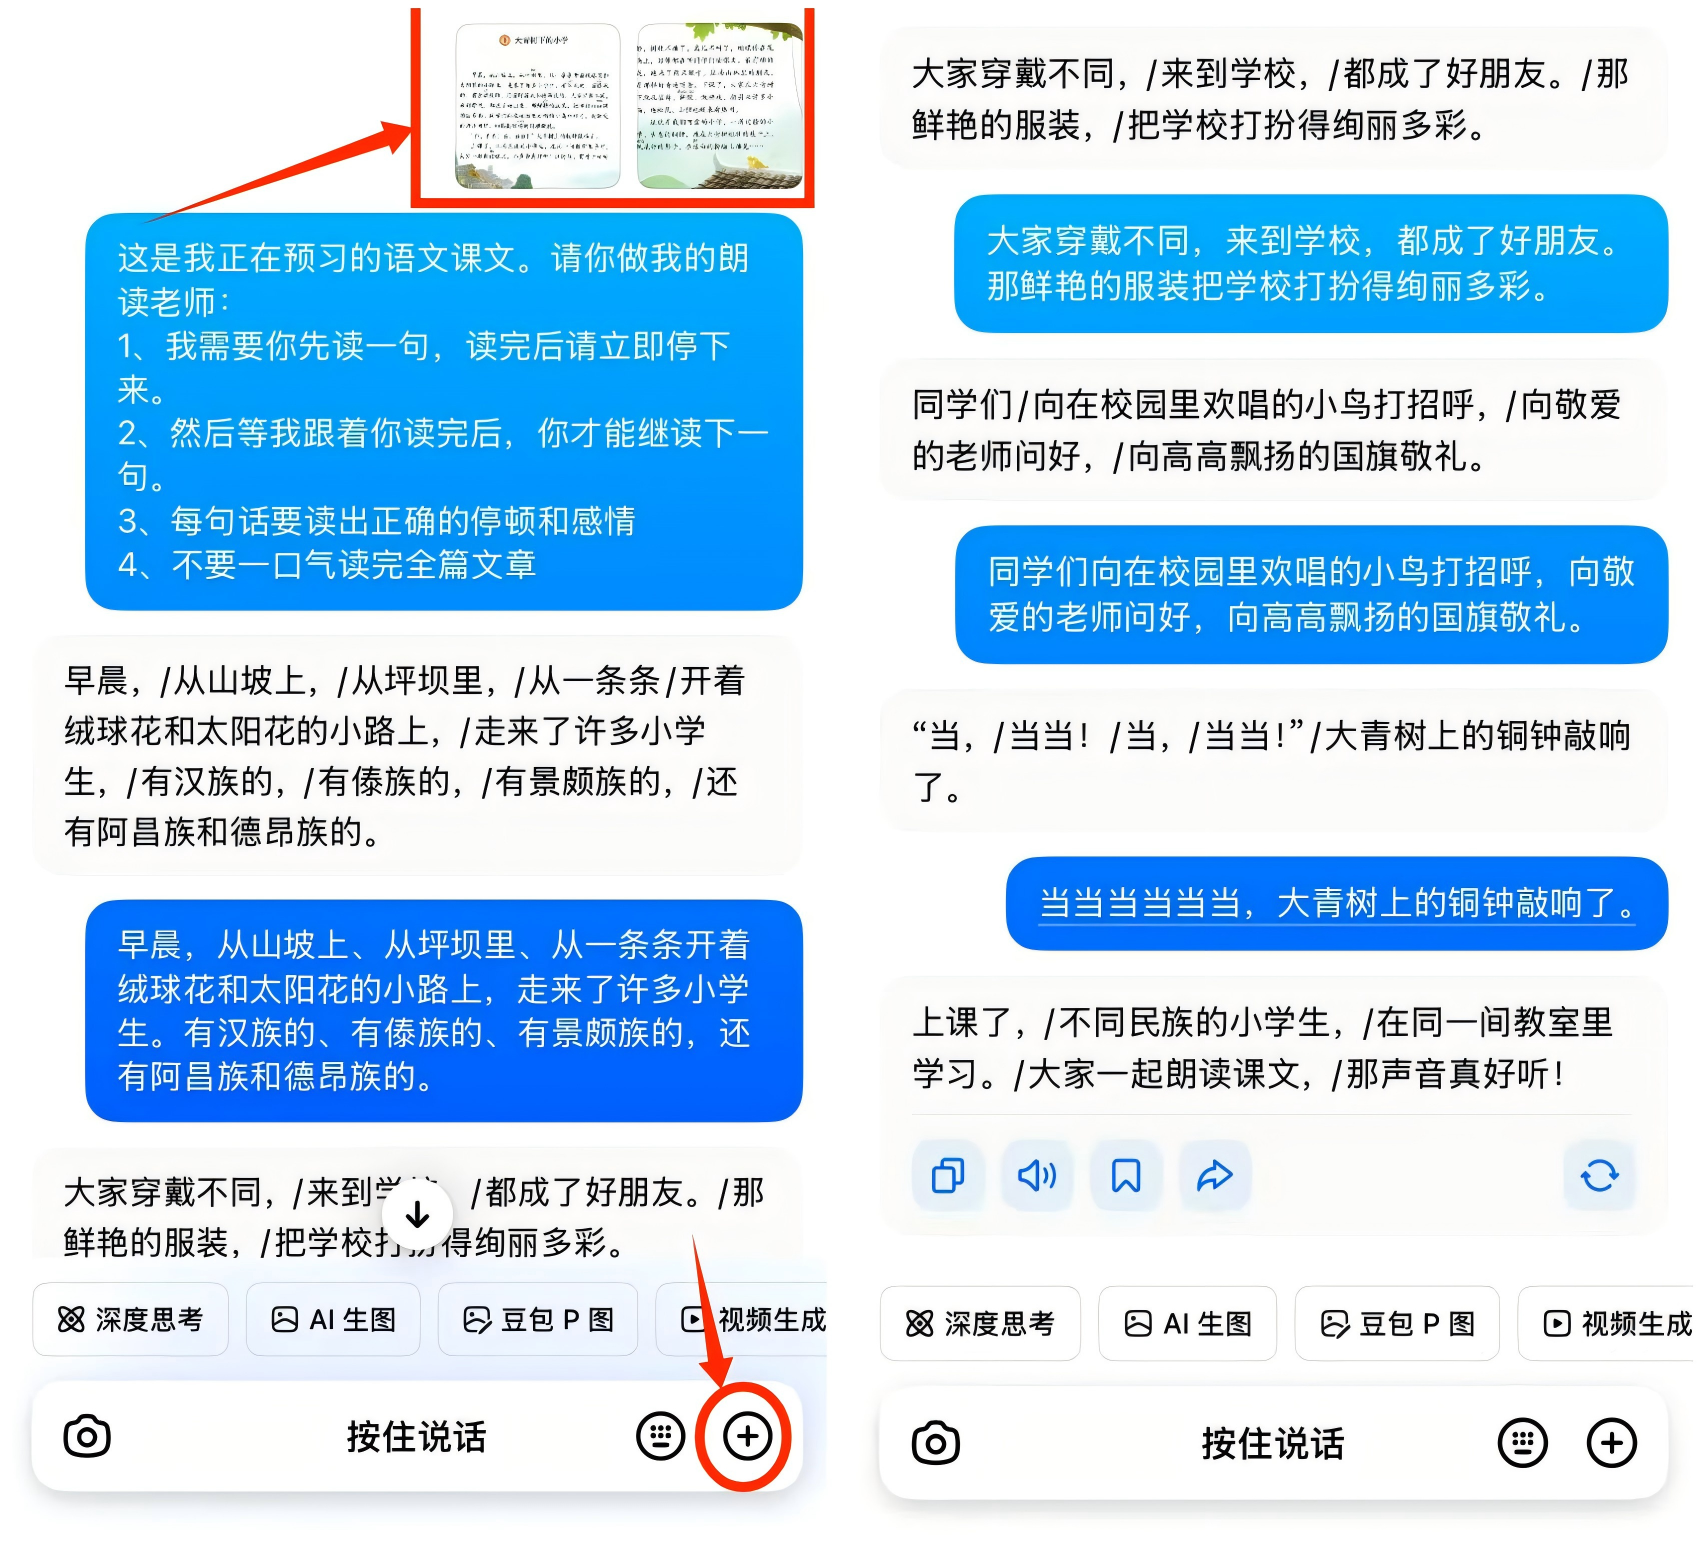 大青树下的小学
这是我正在预习的语文课文。请你做我的朗
读老师：
1、我需要你先读一句，读完后请立即停下
来。
2、然后等我跟着你读完后，你才能继读下一
句。
3、每句话要读出正确的停顿和感情
4、不要一口气读完全篇文章
早晨，/从山坡上，/从坪坝里，/从一条条/开着
绒球花和太阳花的小路上，/走来了许多小学
生，/有汉族的，/有傣族的，/有景颇族的，/还
有阿昌族和德昂族的。
早晨，从山坡上、从坪坝里、从一条条开着
绒球花和太阳花的小路上，走来了许多小学
生。有汉族的、有傣族的、有景颇族的，还
有阿昌族和德昂族的。
大家穿戴不同，/来到学 /都成了好朋友。/那
鲜艳的服装，/把学校打扮得绚丽多彩。
深度思考
AI 生图
豆包 P 图
视频生成
按住说话
大家穿戴不同，/来到学校，/都成了好朋友。/那
鲜艳的服装，/把学校打扮得绚丽多彩。
大家穿戴不同，来到学校，都成了好朋友。
那鲜艳的服装把学校打扮得绚丽多彩。
同学们/向在校园里欢唱的小鸟打招呼，/向敬爱
的老师问好，/向高高飘扬的国旗敬礼。
同学们向在校园里欢唱的小鸟打招呼，向敬
爱的老师问好，向高高飘扬的国旗敬礼。
“当，/当当！/当，/当当！”/大青树上的铜钟敲响
了。
当当当当当当，大青树上的铜钟敲响了。
上课了，/不同民族的小学生，/在同一间教室里
学习。/大家一起朗读课文，/那声音真好听！
深度思考
AI 生图
豆包 P 图
视频生成
按住说话